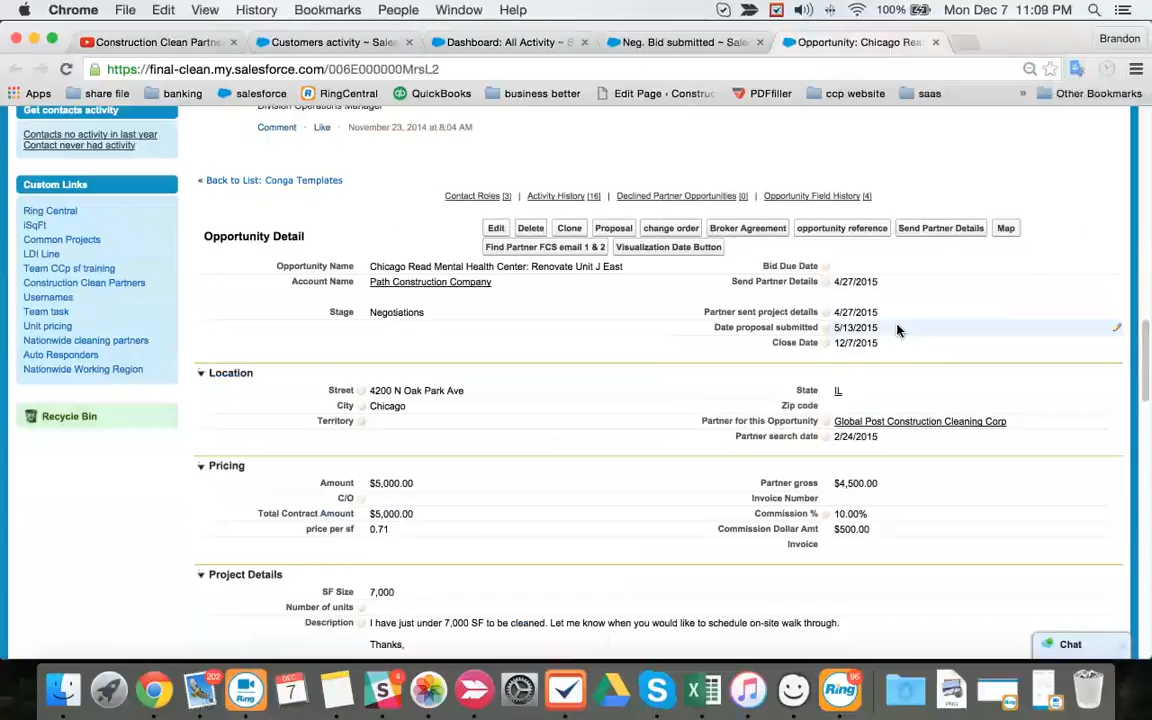 Chrome File Edit View History Bookmarks People Window Help 100% Mon Dec 7 11:09 PM
Construction Clean Partne × Customers activity ~ Sales × Dashboard: All Activity ~ S × Neg. Bid submitted ~ Sale × Opportunity: Chicago Rea × Brandon
https://final-clean.my.salesforce.com/006E000000MrsL2
Apps share file banking salesforce RingCentral QuickBooks business better Edit Page ‹ Constru PDFfiller ccp website saas » Other Bookmarks
Get contacts activity
Contacts no activity in last year
Contact never had activity
Custom Links
Ring Central
iSqFt
Common Projects
LDI Line
Team CCp sf training
Construction Clean Partners
Usernames
Team task
Unit pricing
Nationwide cleaning partners
Auto Responders
Nationwide Working Region
Recycle Bin
Division Operations Manager
Comment · Like · November 23, 2014 at 8:04 AM
« Back to List: Conga Templates
Contact Roles [3] | Activity History [16] | Declined Partner Opportunities [0] | Opportunity Field History [4]
Opportunity Detail
Edit Delete Clone Proposal change order Broker Agreement opportunity reference Send Partner Details Map
Find Partner FCS email 1 & 2 Visualization Date Button
Opportunity Name Chicago Read Mental Health Center: Renovate Unit J East Bid Due Date
Account Name Path Construction Company Send Partner Details 4/27/2015
Stage Negotiations Partner sent project details 4/27/2015
Date proposal submitted 5/13/2015
Close Date 12/7/2015
Location
Street 4200 N Oak Park Ave State IL
City Chicago Zip code
Territory Partner for this Opportunity Global Post Construction Cleaning Corp
Partner search date 2/24/2015
Pricing
Amount $5,000.00 Partner gross $4,500.00
C/O Invoice Number
Total Contract Amount $5,000.00 Commission % 10.00%
price per sf 0.71 Commission Dollar Amt $500.00
Invoice
Project Details
SF Size 7,000
Number of units
Description I have just under 7,000 SF to be cleaned. Let me know when you would like to schedule on-site walk through.
Thanks,
Chat